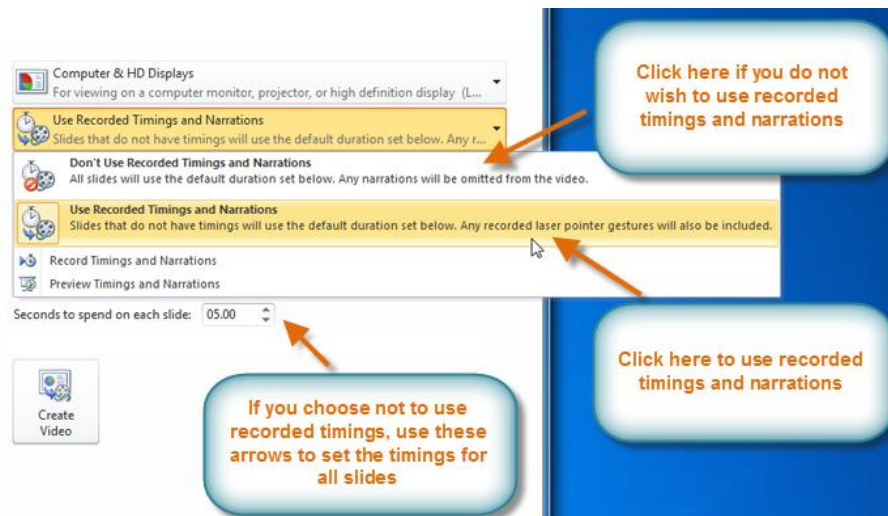 Computer & HD Displays
For viewing on a computer monitor, projector, or high definition display (L...
Use Recorded Timings and Narrations
Slides that do not have timings will use the default duration set below. Any r...
Don't Use Recorded Timings and Narrations
All slides will use the default duration set below. Any narrations will be omitted from the video.
Use Recorded Timings and Narrations
Slides that do not have timings will use the default duration set below. Any recorded laser pointer gestures will also be included.
Record Timings and Narrations
Preview Timings and Narrations
Seconds to spend on each slide: 05.00
Create
Video
Click here if you do not
wish to use recorded
timings and narrations
Click here to use recorded
timings and narrations
If you choose not to use
recorded timings, use these
arrows to set the timings for
all slides